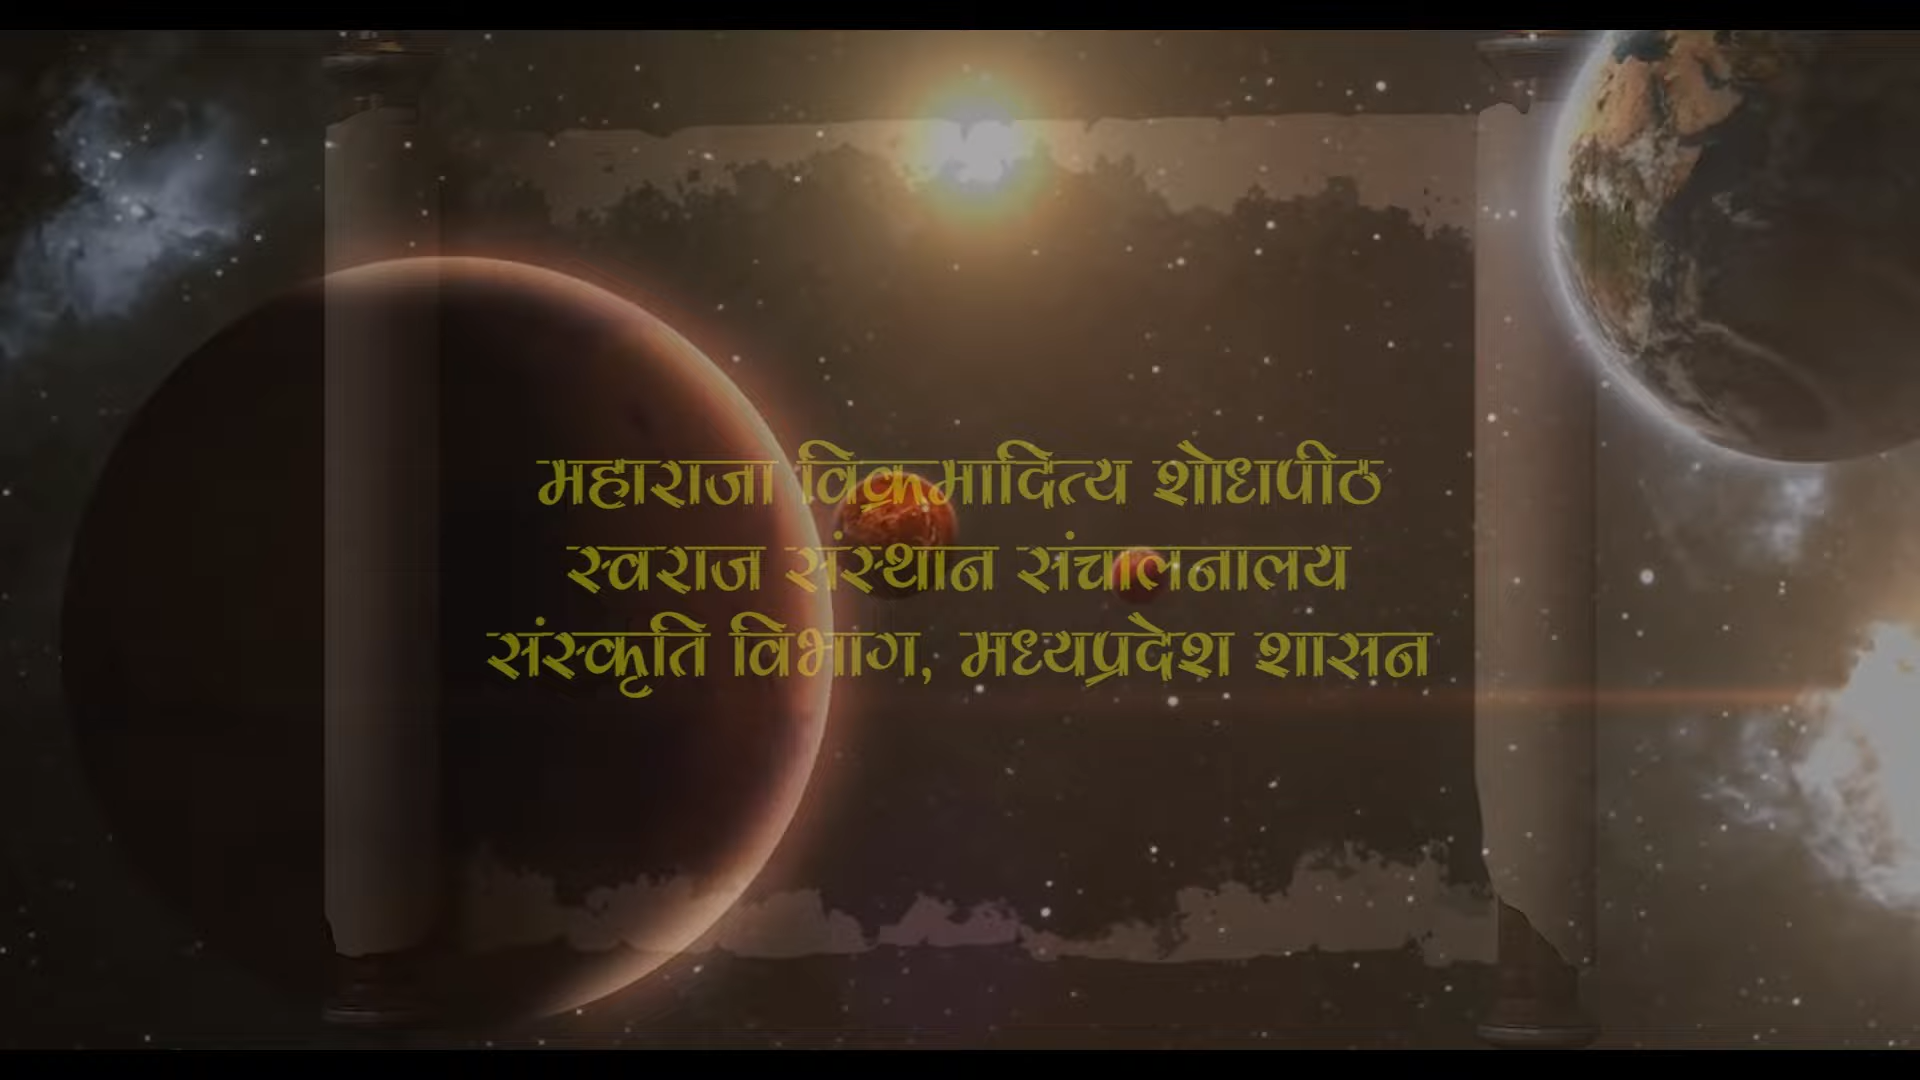 महाराजा विक्रमादित्य शोधपीठ
स्वराज संस्थान संचालनालय
संस्कृति विभाग, मध्यप्रदेश शासन